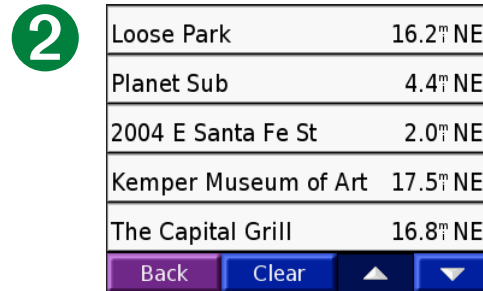 2
Loose Park 16.2mi NE
Planet Sub 4.4mi NE
2004 E Santa Fe St 2.0mi NE
Kemper Museum of Art 17.5mi NE
The Capital Grill 16.8mi NE
Back Clear